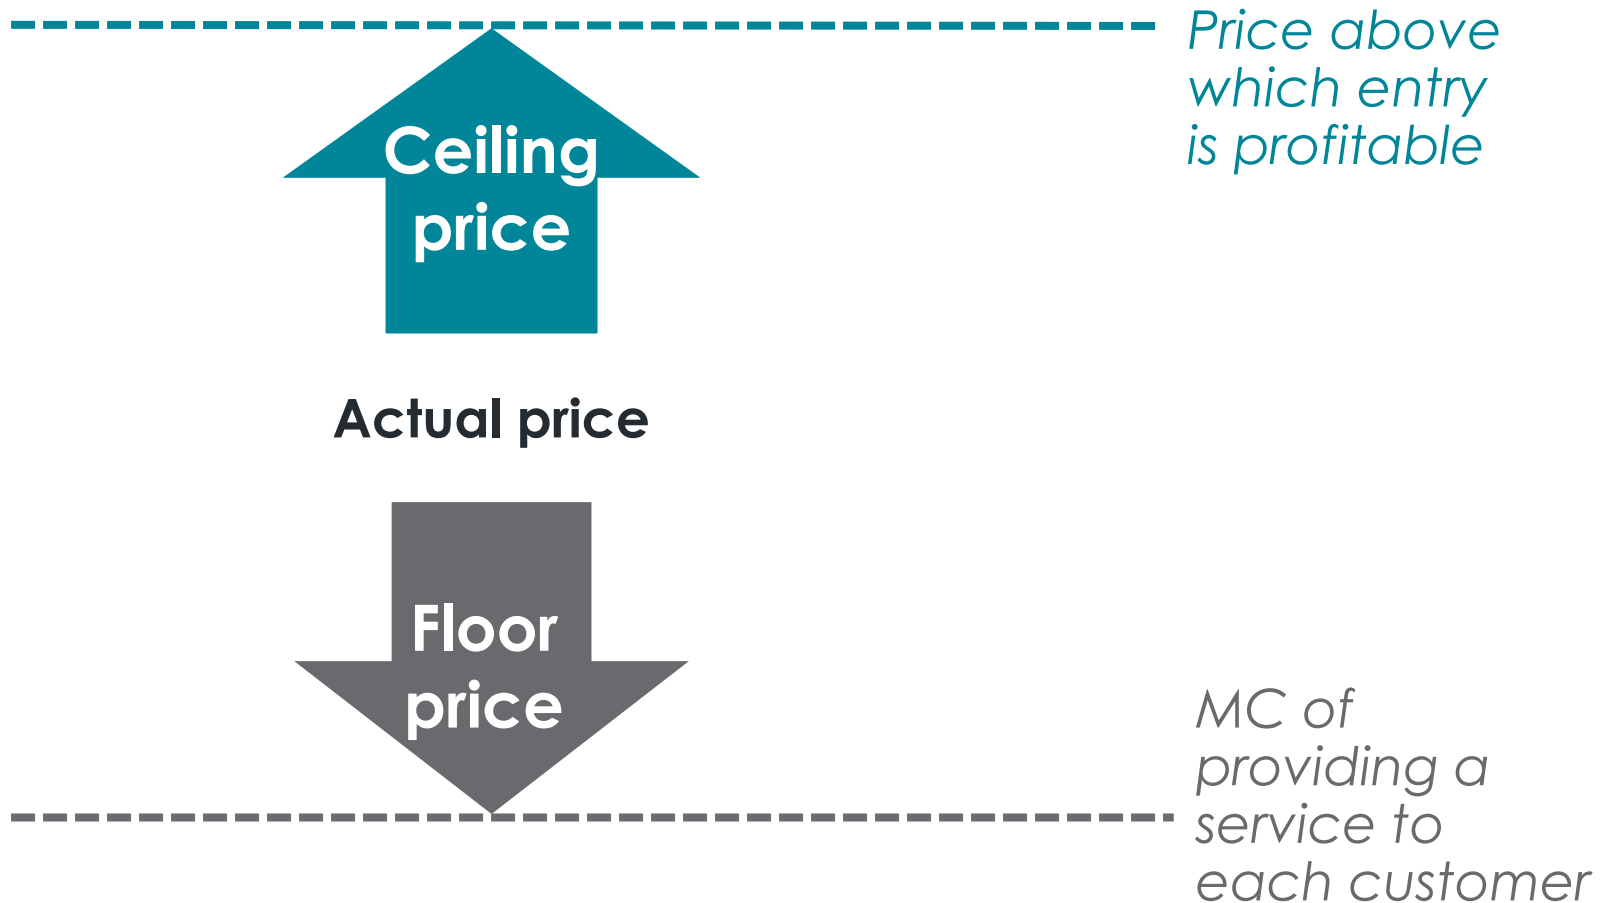 Price above
which entry
is profitable
Ceiling
price
Actual price
Floor
price
MC of
providing a
service to
each customer